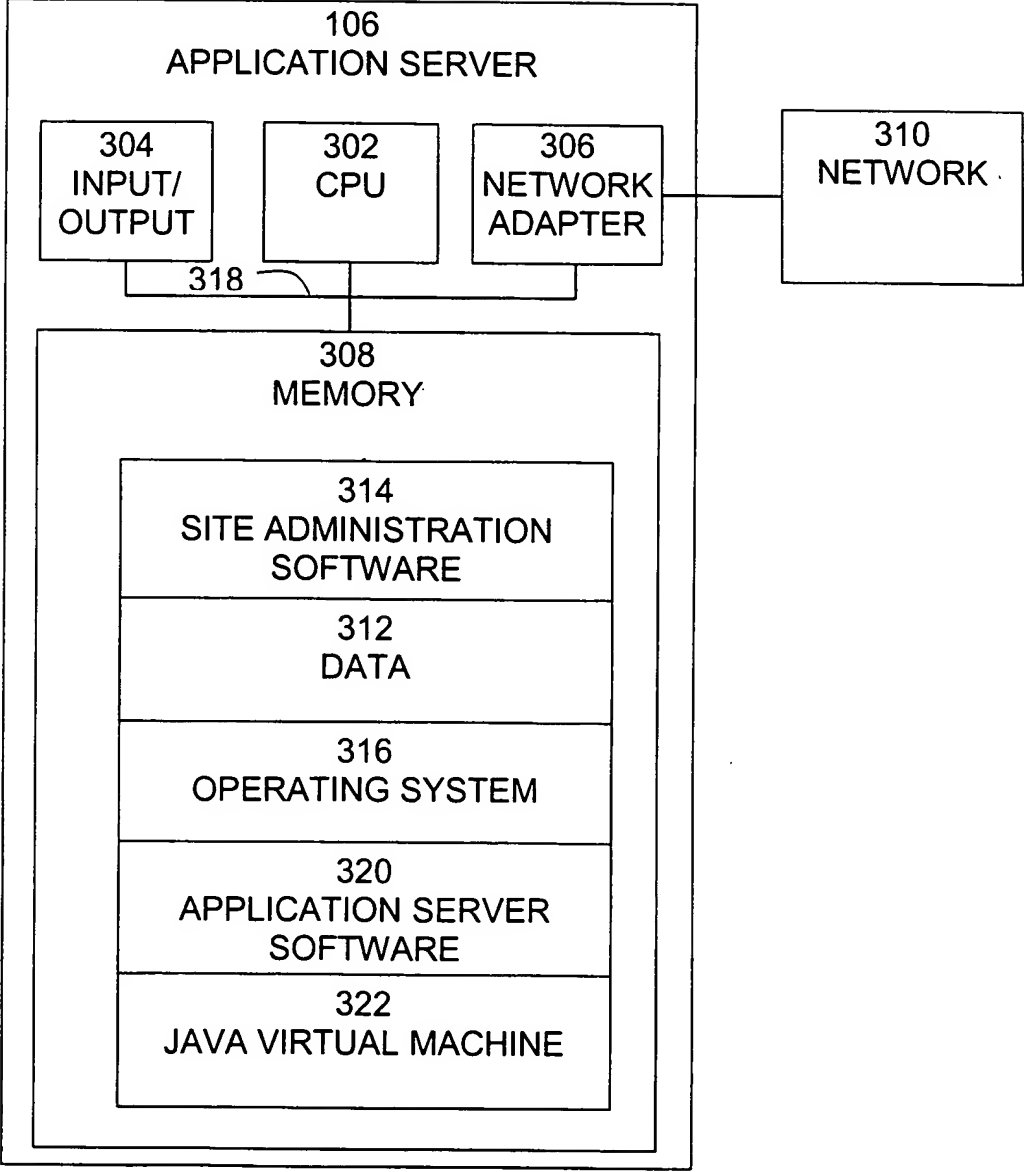 106
APPLICATION SERVER
304
INPUT/
OUTPUT
302
CPU
306
NETWORK
ADAPTER
310
NETWORK
318
308
MEMORY
314
SITE ADMINISTRATION
SOFTWARE
312
DATA
316
OPERATING SYSTEM
320
APPLICATION SERVER
SOFTWARE
322
JAVA VIRTUAL MACHINE